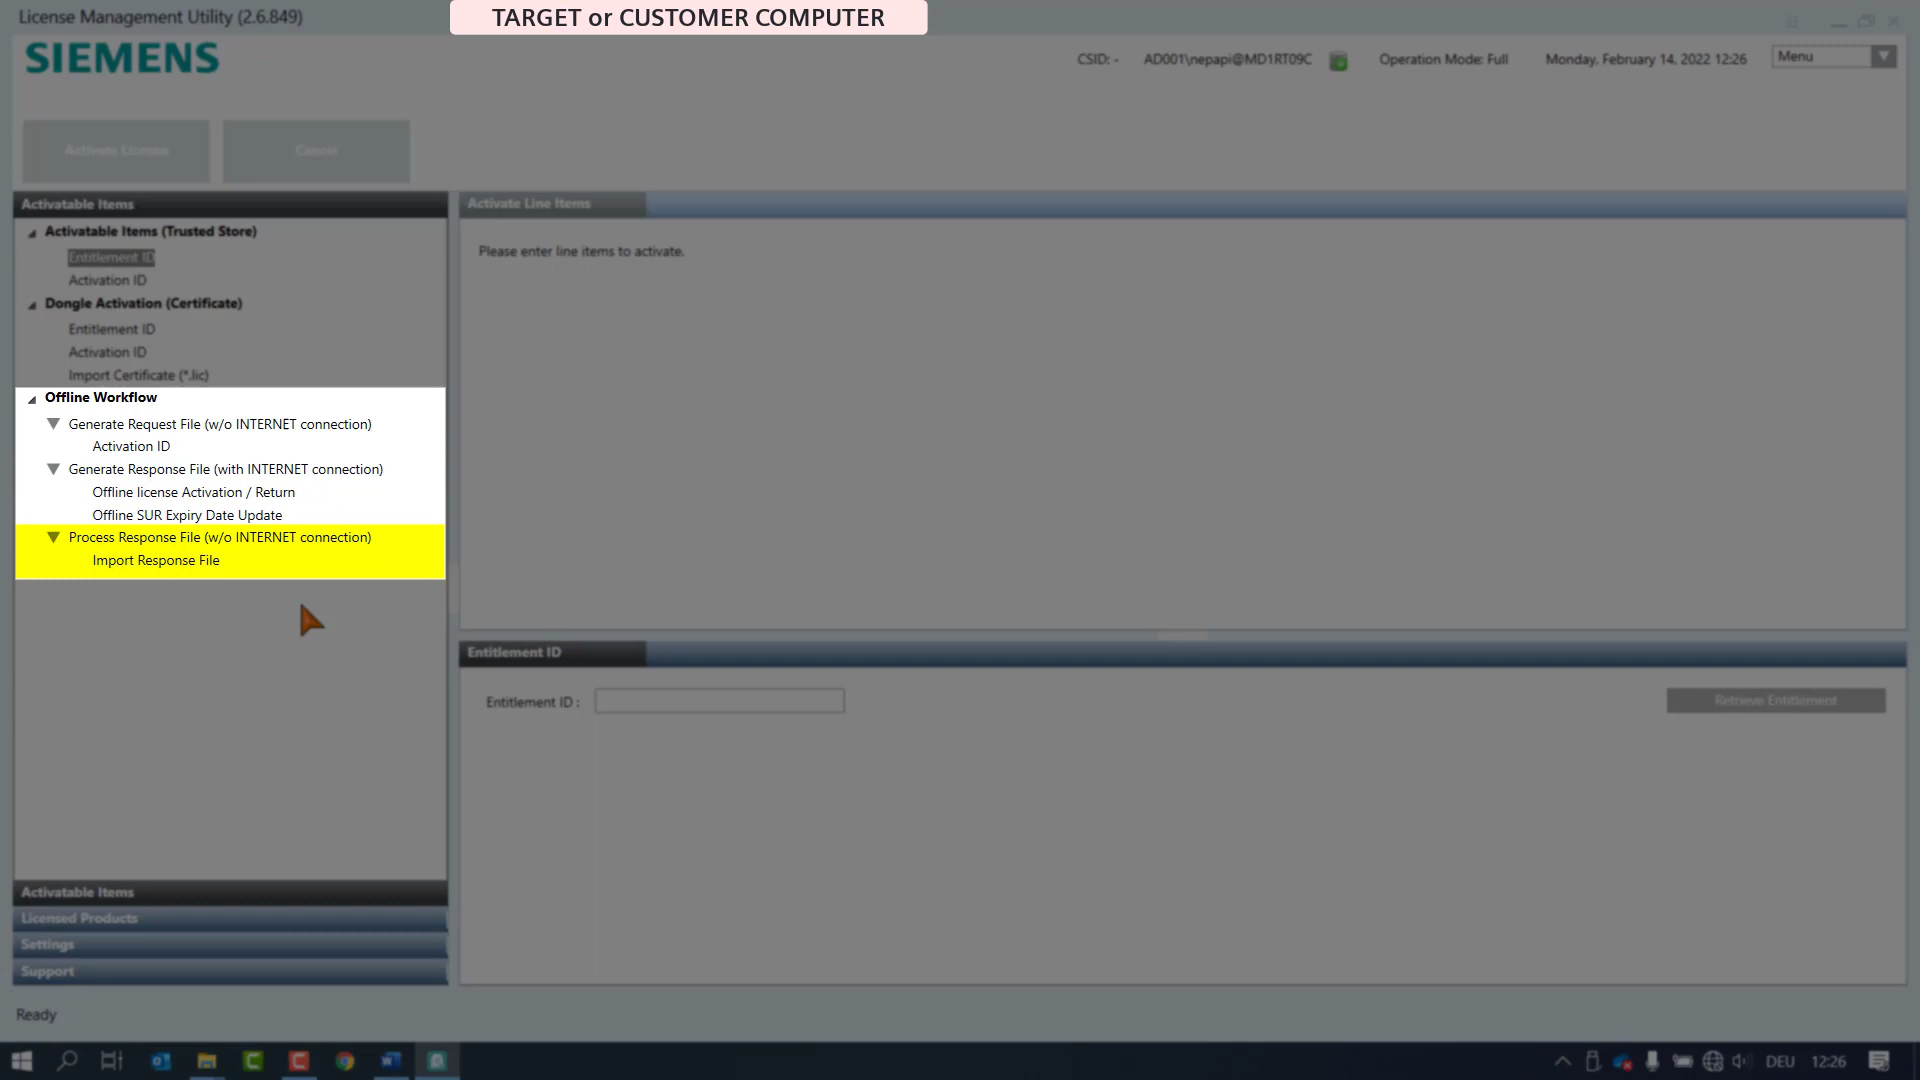 License Management Utility (2.6.849)
TARGET or CUSTOMER COMPUTER
SIEMENS
CSID: -
AD001\nepapi@MD1RT09C
Operation Mode: Full
Monday, February 14, 2022 12:26
Menu
Activate License
Cancel
Activatable Items
Activatable Items (Trusted Store)
Entitlement ID
Activation ID
Dongle Activation (Certificate)
Entitlement ID
Activation ID
Import Certificate (*.lic)
Offline Workflow
Generate Request File (w/o INTERNET connection)
Activation ID
Generate Response File (with INTERNET connection)
Offline license Activation / Return
Offline SUR Expiry Date Update
Process Response File (w/o INTERNET connection)
Import Response File
Activate Line Items
Please enter line items to activate.
Entitlement ID
Entitlement ID :
Retrieve Entitlement
Activatable Items
Licensed Products
Settings
Support
Ready
DEU
12:26